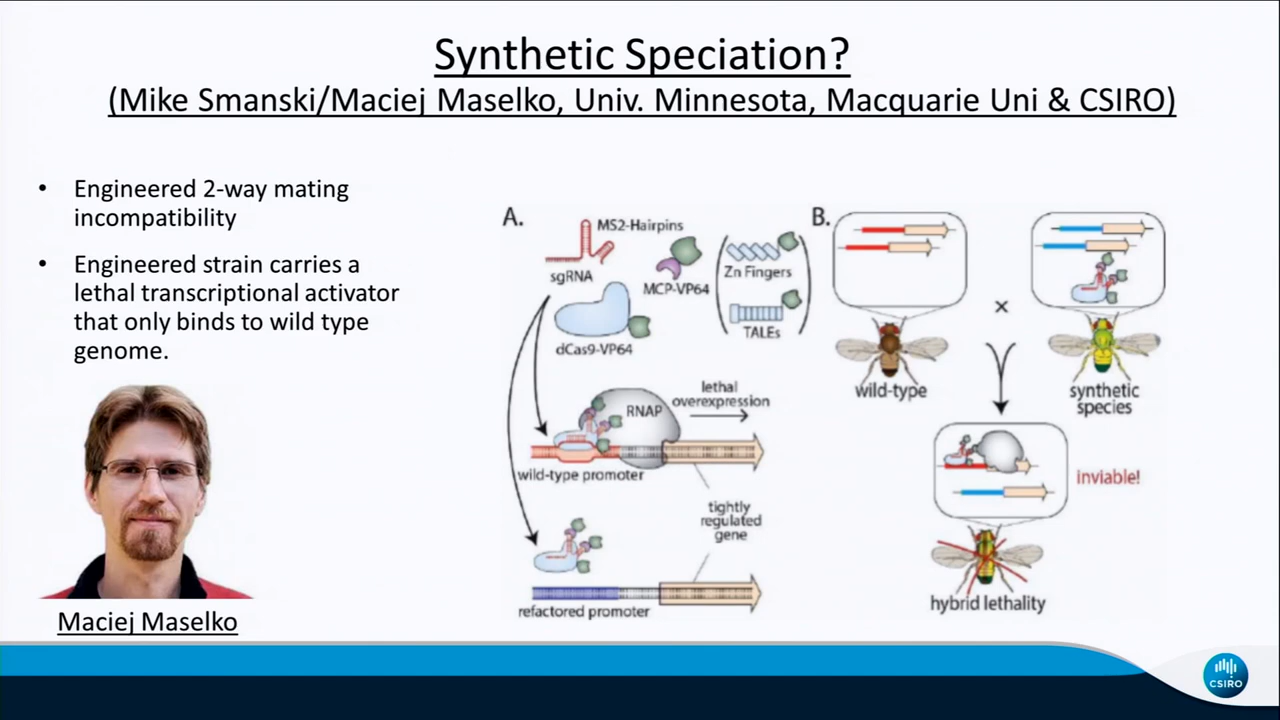 Synthetic Speciation?
(Mike Smanski/Maciej Maselko, Univ. Minnesota, Macquarie Uni & CSIRO)
• Engineered 2-way mating
incompatibility
• Engineered strain carries a
lethal transcriptional activator
that only binds to wild type
genome.
Maciej Maselko
A.
MS2-Hairpins
sgRNA
MCP-VP64
Zn Fingers
TALEs
dCas9-VP64
RNAP
lethal
overexpression
wild-type promoter
tightly
regulated
gene
refactored promoter
B.
x
wild-type
synthetic
species
inviable!
hybrid lethality
CSIRO